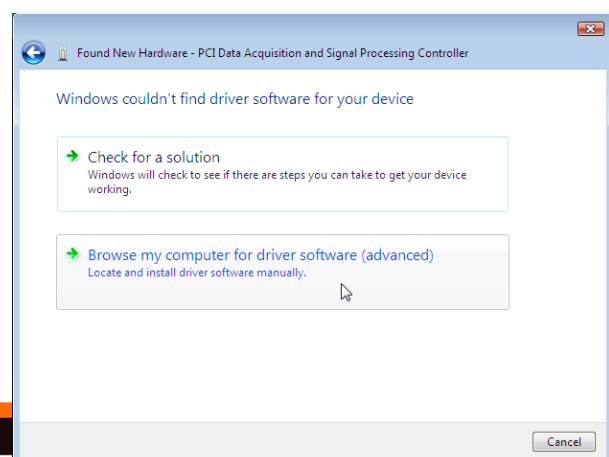 Found New Hardware - PCI Data Acquisition and Signal Processing Controller
Windows couldn't find driver software for your device
Check for a solution
Windows will check to see if there are steps you can take to get your device
working.
Browse my computer for driver software (advanced)
Locate and install driver software manually.
Cancel